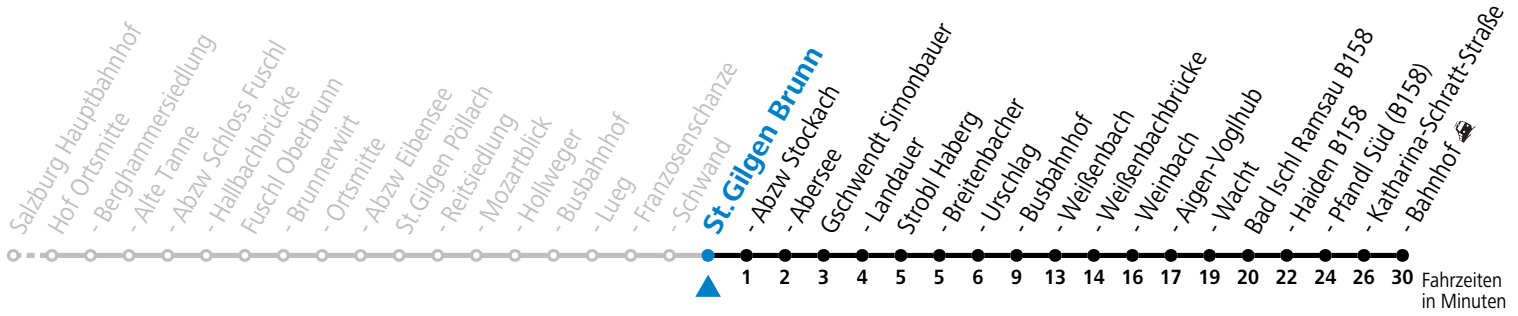 Salzburg Hauptbahnhof
Hof Ortsmitte
- Berghammersiedlung
- Alte Tanne
- Abzw Schloss Fuschl
- Hallbachbrücke
Fuschl Oberbrunn
- Brunnerwirt
- Ortsmitte
- Abzw Eibensee
St.Gilgen Pöllach
- Reitsiedlung
- Mozartblick
- Hollweger
- Busbahnhof
- Lueg
- Franzosenschanze
- Schwand
St.Gilgen Brunn
- Abzw Stockach
- Abersee
Gschwendt Simonbauer
- Landauer
Strobl Haberg
- Breitenbacher
- Urschlag
- Busbahnhof
- Weißenbach
- Weißenbachbrücke
- Weinbach
- Aigen-Voglhub
- Wacht
Bad Ischl Ramsau B158
- Haiden B158
- Pfandl Süd (B158)
- Katharina-Schratt-Straße
- Bahnhof
1 2 3 4 5 5 6 9 13 14 16 17 19 20 22 24 26 30 Fahrzeiten
in Minuten